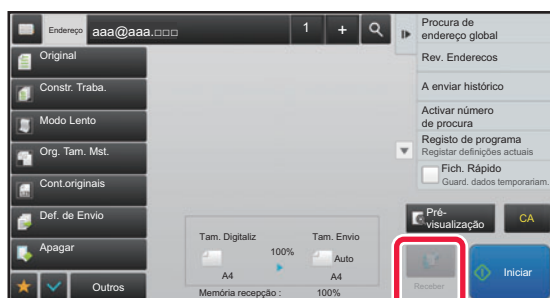 Endereço
aaa@aaa.□□□
1
+
Original
Constr. Traba.
Modo Lento
Org. Tam. Mst.
Cont.originais
Def. de Envio
Apagar
Outros
Tam. Digitaliz
Tam. Envio
100%
Auto
A4
A4
Memória recepção :
100%
Procura de
endereço global
Rev. Enderecos
A enviar histórico
Activar número
de procura
Registo de programa
Registar definições actuais
Fich. Rápido
Guard. dados temporariam.
Pré-
visualização
CA
Receber
Iniciar